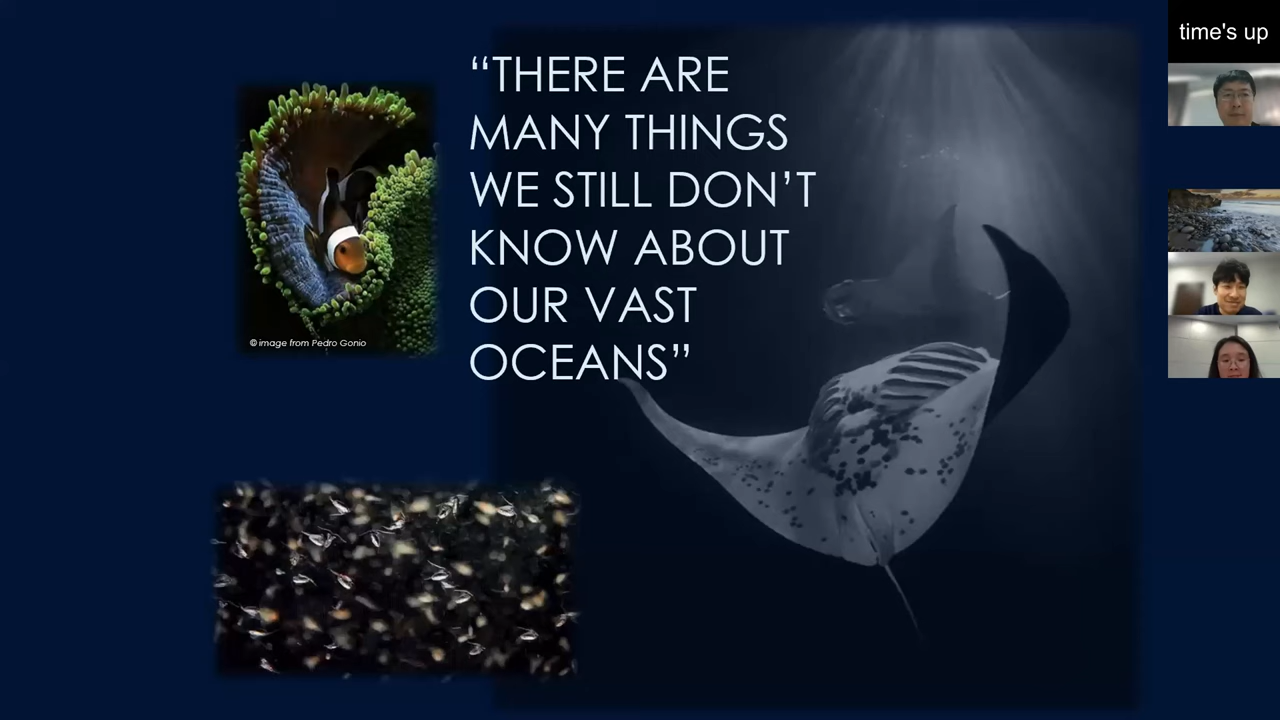 “THERE ARE
MANY THINGS
WE STILL DON’T
KNOW ABOUT
OUR VAST
OCEANS”
© image from Pedro Gonio
time's up